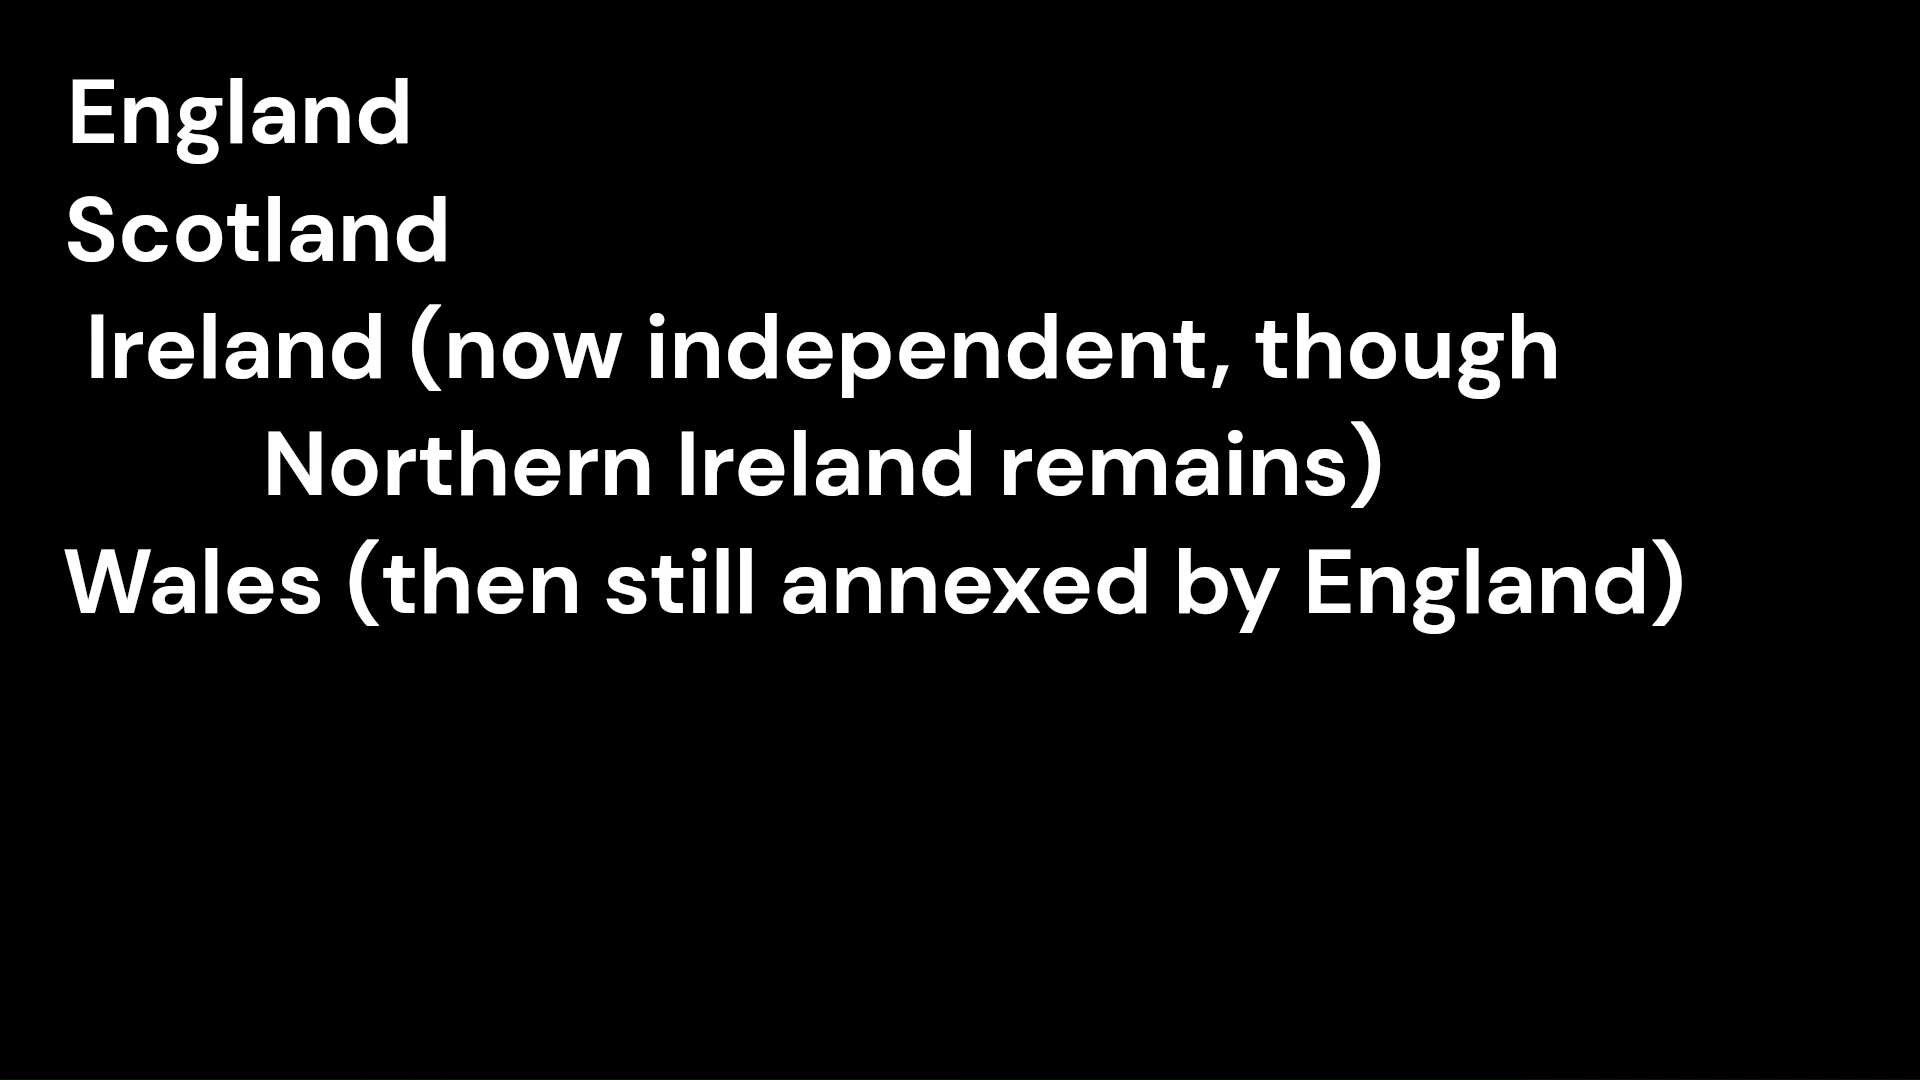 England
Scotland
Ireland (now independent, though
Northern Ireland remains)
Wales (then still annexed by England)